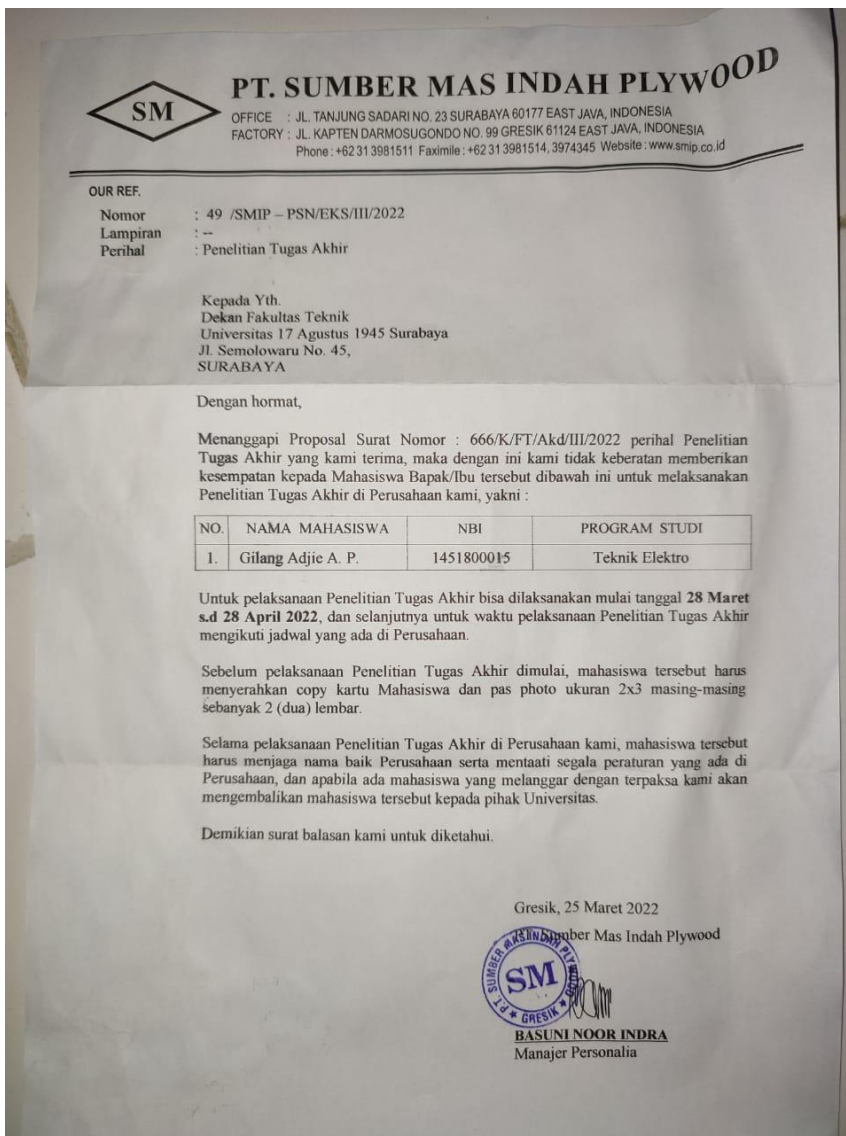 SM
PT. SUMBER MAS INDAH PLYWOOD
OFFICE : JL. TANJUNG SADARI NO. 23 SURABAYA 60177 EAST JAVA, INDONESIA
FACTORY : JL. KAPTEN DARMOSUGONDO NO. 99 GRESIK 61124 EAST JAVA, INDONESIA
Phone : +62 31 3981511 Faximile : +62 31 3981514, 3974345 Website : www.smip.co.id
OUR REF.
Nomor : 49 /SMIP – PSN/EKS/III/2022
Lampiran : --
Perihal : Penelitian Tugas Akhir
Kepada Yth.
Dekan Fakultas Teknik
Universitas 17 Agustus 1945 Surabaya
Jl. Semolowaru No. 45,
SURABAYA
Dengan hormat,
Menanggapi Proposal Surat Nomor : 666/K/FT/Akd/III/2022 perihal Penelitian
Tugas Akhir yang kami terima, maka dengan ini kami tidak keberatan memberikan
kesempatan kepada Mahasiswa Bapak/Ibu tersebut dibawah ini untuk melaksanakan
Penelitian Tugas Akhir di Perusahaan kami, yakni :
NO. NAMA MAHASISWA NBI PROGRAM STUDI
1. Gilang Adjie A. P. 1451800015 Teknik Elektro
Untuk pelaksanaan Penelitian Tugas Akhir bisa dilaksanakan mulai tanggal 28 Maret
s.d 28 April 2022, dan selanjutnya untuk waktu pelaksanaan Penelitian Tugas Akhir
mengikuti jadwal yang ada di Perusahaan.
Sebelum pelaksanaan Penelitian Tugas Akhir dimulai, mahasiswa tersebut harus
menyerahkan copy kartu Mahasiswa dan pas photo ukuran 2x3 masing-masing
sebanyak 2 (dua) lembar.
Selama pelaksanaan Penelitian Tugas Akhir di Perusahaan kami, mahasiswa tersebut
harus menjaga nama baik Perusahaan serta mentaati segala peraturan yang ada di
Perusahaan, dan apabila ada mahasiswa yang melanggar dengan terpaksa kami akan
mengembalikan mahasiswa tersebut kepada pihak Universitas.
Demikian surat balasan kami untuk diketahui.
Gresik, 25 Maret 2022
Sumber Mas Indah Plywood
PT. SUMBER MAS INDAH PLYWOOD
SM
GRESIK
BASUNI NOOR INDRA
Manajer Personalia